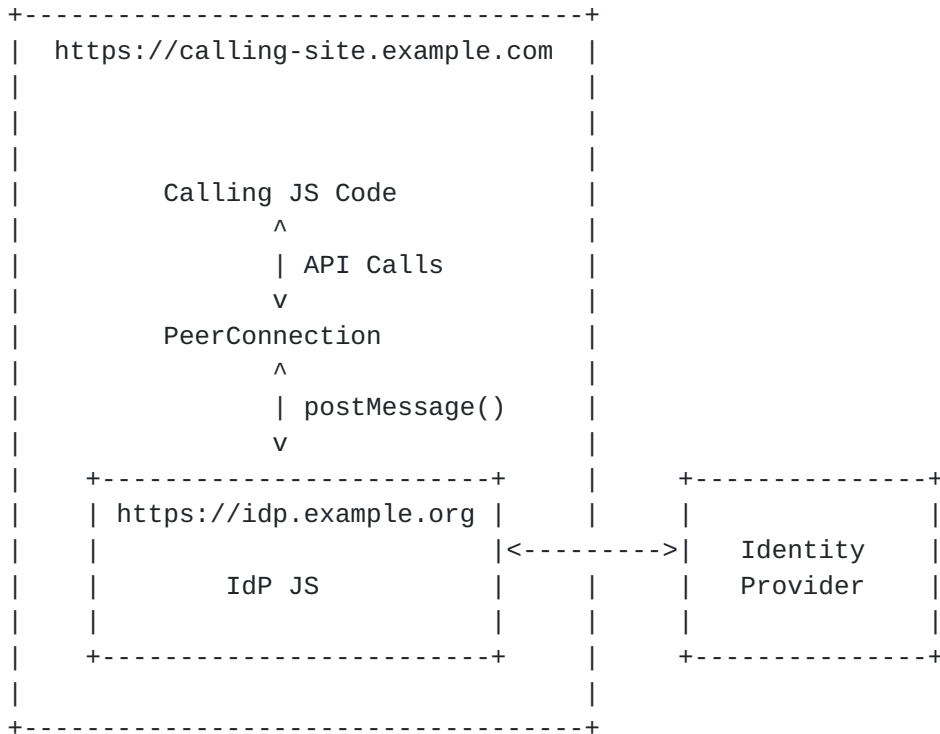 https://calling-site.example.com
Calling JS Code
API Calls
PeerConnection
postMessage()
https://idp.example.org
Identity
IdP JS Provider